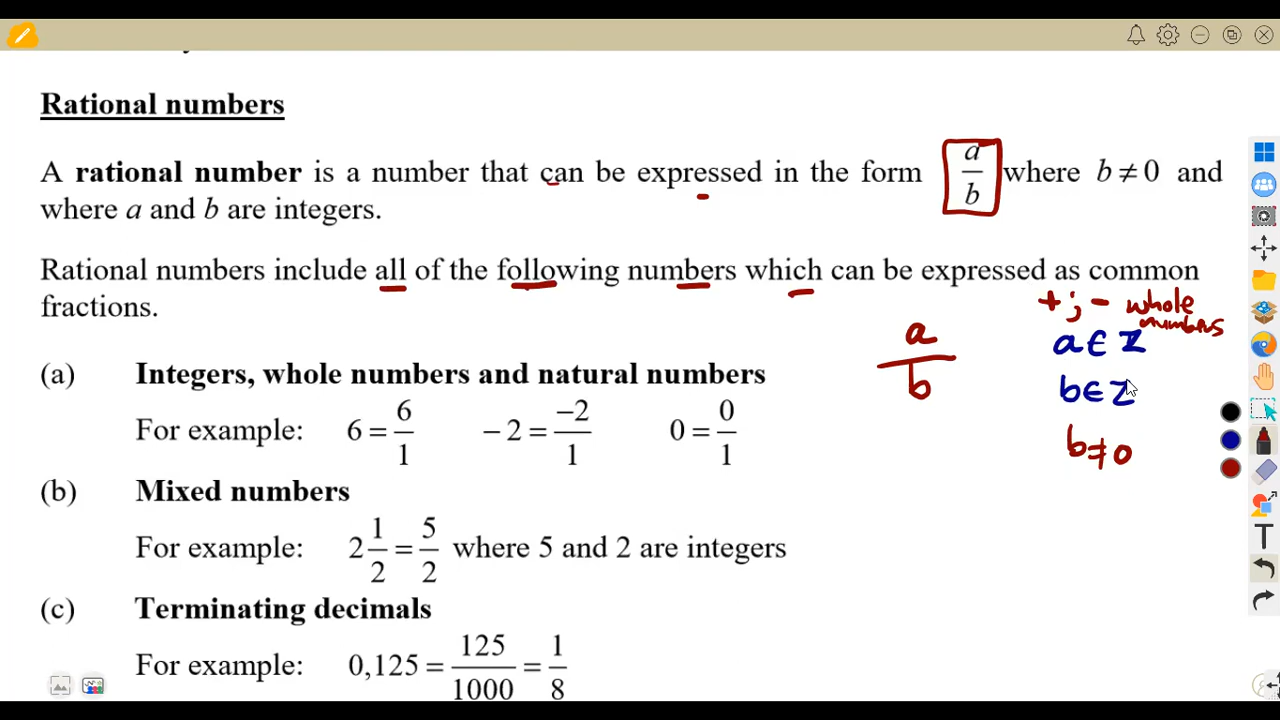 Rational numbers
A rational number is a number that can be expressed in the form a/b where b ≠ 0 and
where a and b are integers.
Rational numbers include all of the following numbers which can be expressed as common
fractions.
+ ; - whole numbers
a/b
a ∈ Z
b ∈ Z
b ≠ 0
(a) Integers, whole numbers and natural numbers
For example: 6 = 6/1 −2 = −2/1 0 = 0/1
(b) Mixed numbers
For example: 2 1/2 = 5/2 where 5 and 2 are integers
(c) Terminating decimals
For example: 0,125 = 125/1000 = 1/8
T